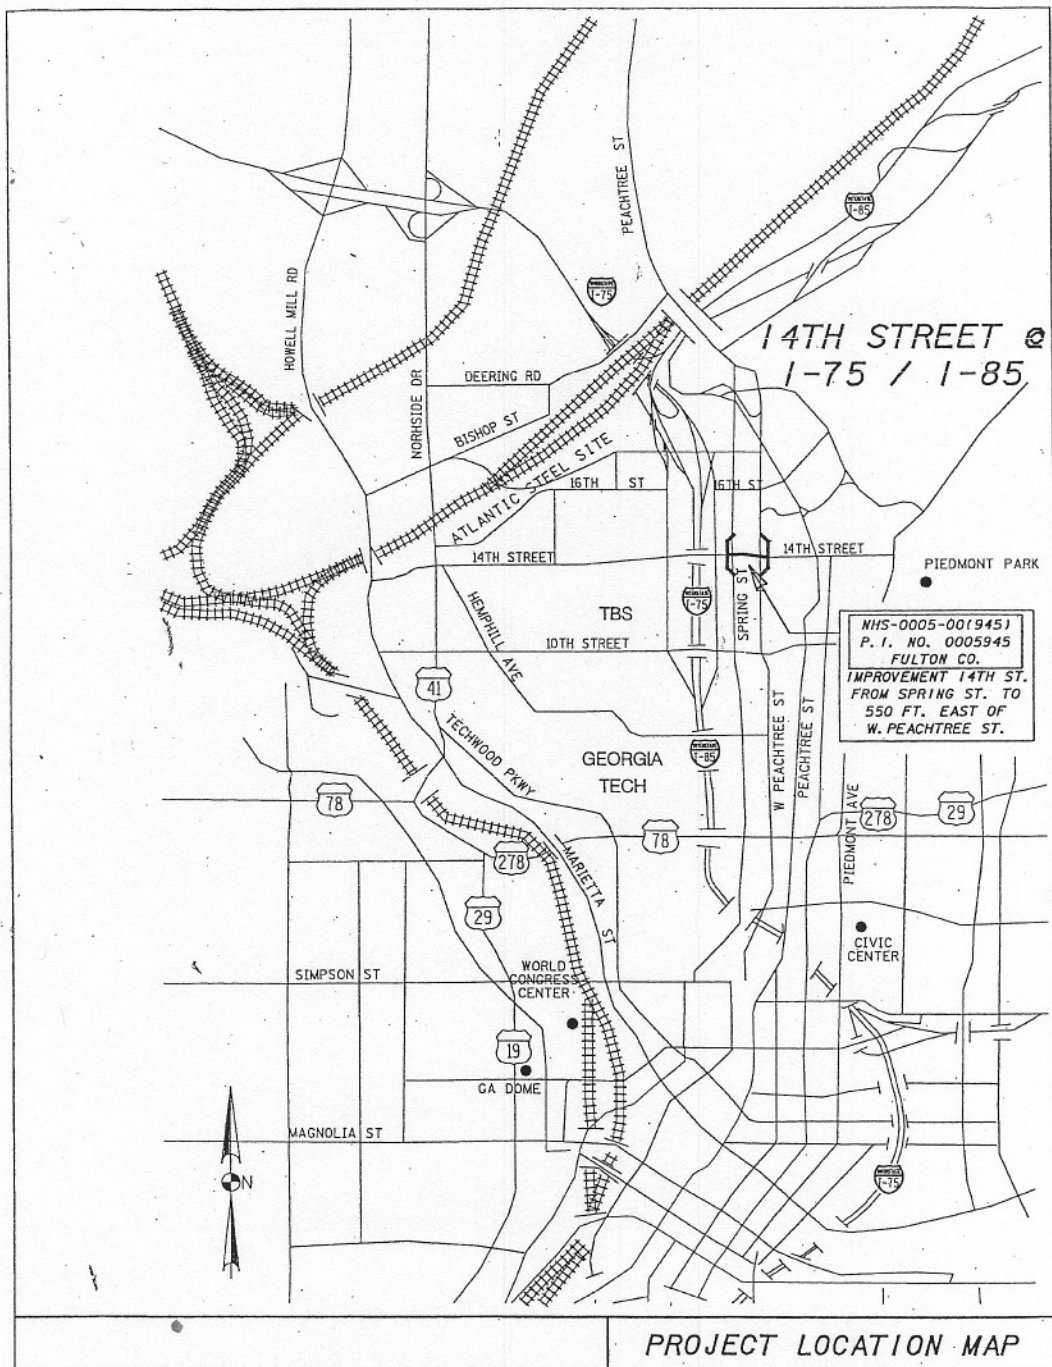 PEACHTREE ST
I-85
I-75
HOWELL MILL RD
14TH STREET @
I-75 / I-85
NORHSIDE DR
DEERING RD
BISHOP ST
ATLANTIC STEEL SITE
16TH ST
16TH ST
14TH STREET
14TH STREET
PIEDMONT PARK
HEMPHILL AVE
TBS
I-75
SPRING ST
NHS-0005-00(945)
P. I. NO. 0005945
FULTON CO.
IMPROVEMENT 14TH ST.
FROM SPRING ST. TO
550 FT. EAST OF
W. PEACHTREE ST.
10TH STREET
41
TECHWOOD PKWY
GEORGIA
TECH
I-85
W PEACHTREE ST
PEACHTREE ST
PIEDMONT AVE
78
278
29
78
278
MARIETTA ST
29
CIVIC
CENTER
SIMPSON ST
WORLD
CONGRESS
CENTER
19
GA DOME
MAGNOLIA ST
I-75
N
PROJECT LOCATION MAP